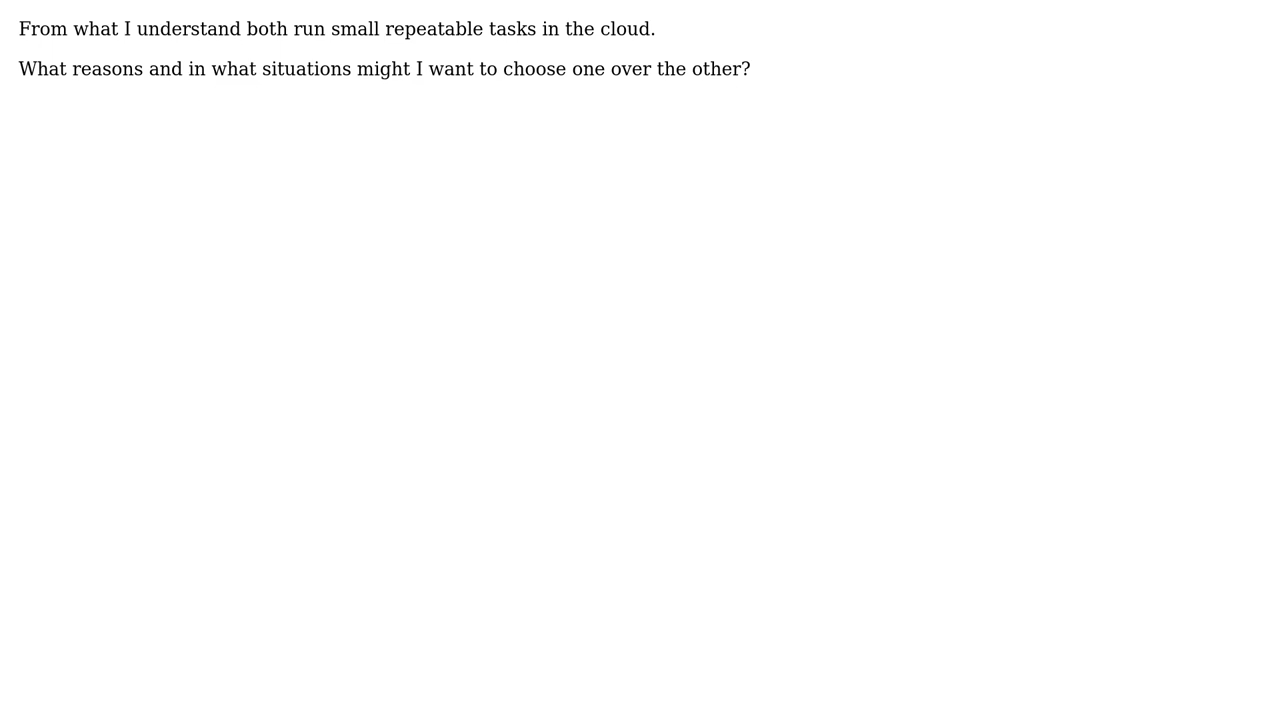 From what I understand both run small repeatable tasks in the cloud.
What reasons and in what situations might I want to choose one over the other?